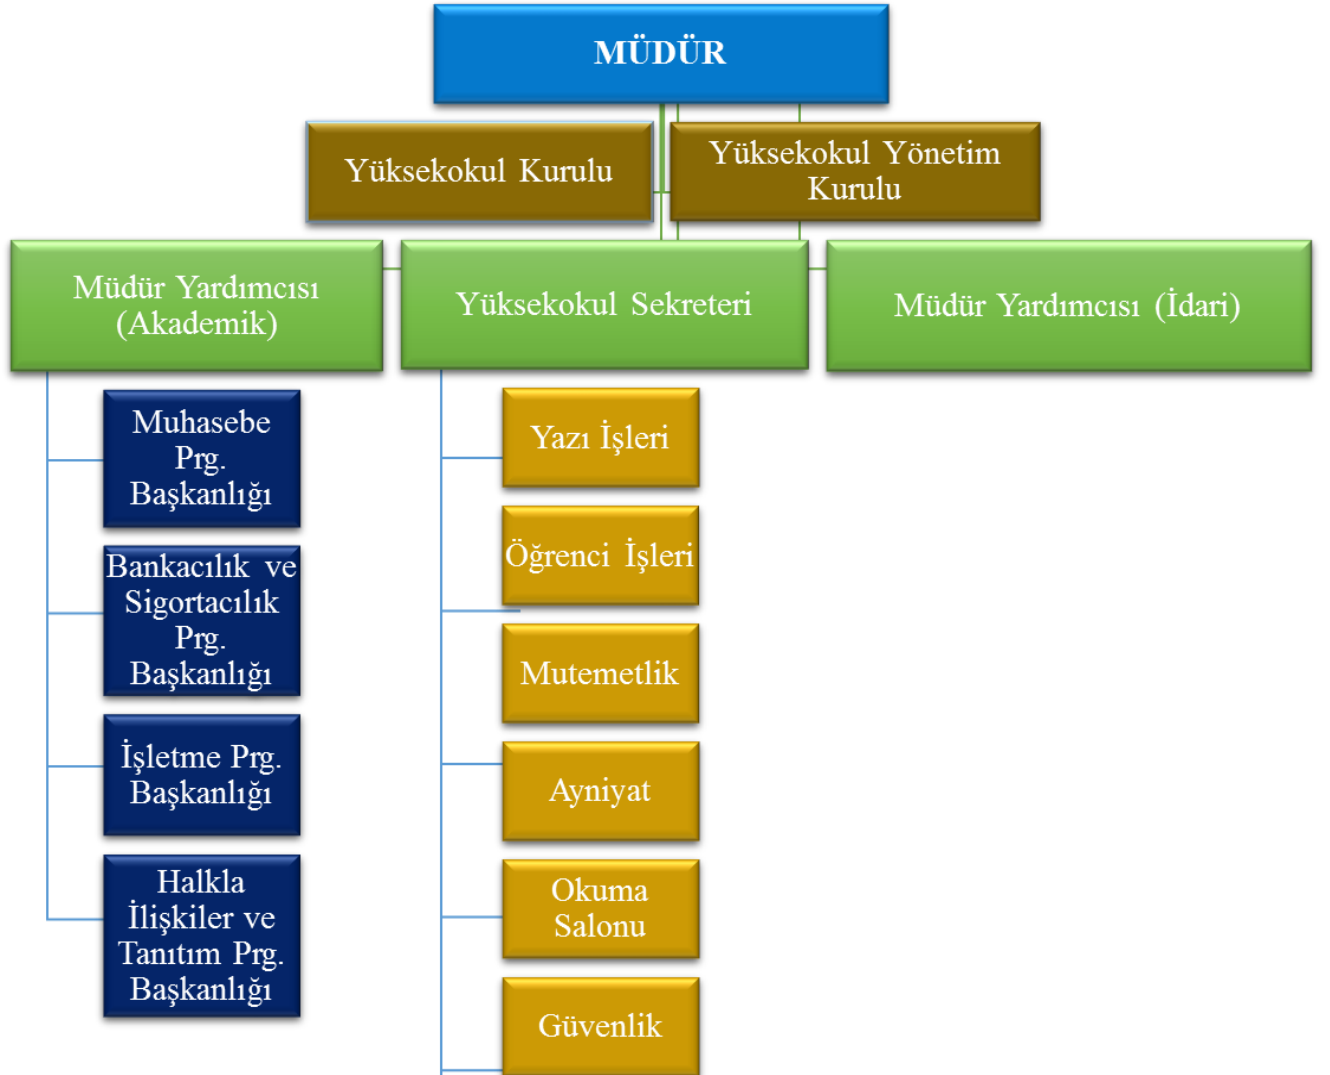 MÜDÜR
Yüksekokul Kurulu
Yüksekokul Yönetim
Kurulu
Müdür Yardımcısı
(Akademik)
Yüksekokul Sekreteri
Müdür Yardımcısı (İdari)
Muhasebe
Prg.
Başkanlığı
Bankacılık ve
Sigortacılık
Prg.
Başkanlığı
İşletme Prg.
Başkanlığı
Halkla
İlişkiler ve
Tanıtım Prg.
Başkanlığı
Yazı İşleri
Öğrenci İşleri
Mutemetlik
Ayniyat
Okuma
Salonu
Güvenlik